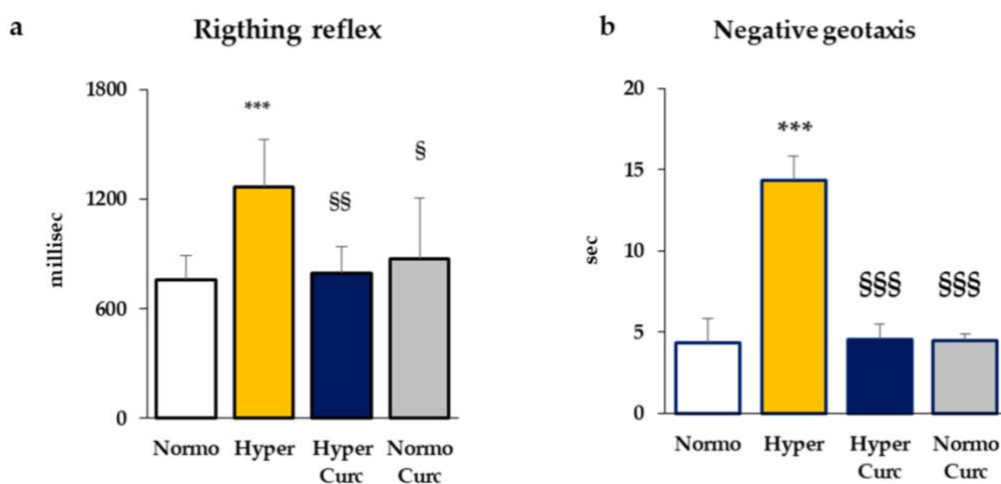 a
Rigthing reflex
1800
1200
600
0
millisec
***
§§
§
Normo
Hyper
Hyper
Curc
Normo
Curc
b
Negative geotaxis
20
15
10
5
0
sec
***
§§§
§§§
Normo
Hyper
Hyper
Curc
Normo
Curc